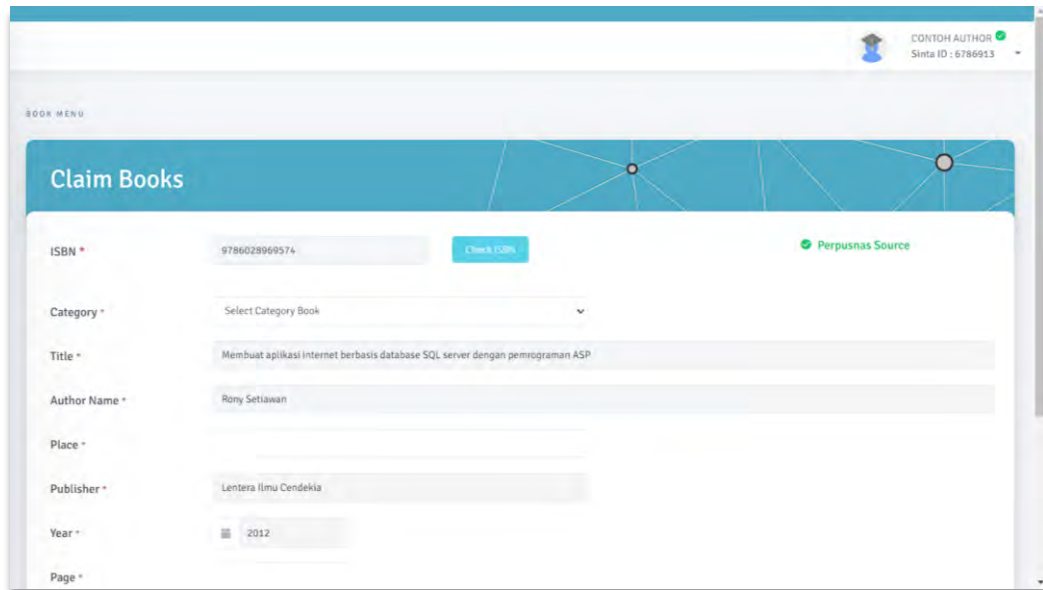 CONTOH AUTHOR
Sinta ID : 6786913
BOOK MENU
Claim Books
ISBN * 9786028969574 Check ISBN Perpusnas Source
Category * Select Category Book
Title * Membuat aplikasi internet berbasis database SQL server dengan pemrograman ASP
Author Name * Rony Setiawan
Place *
Publisher * Lentera Ilmu Cendekia
Year * 2012
Page *